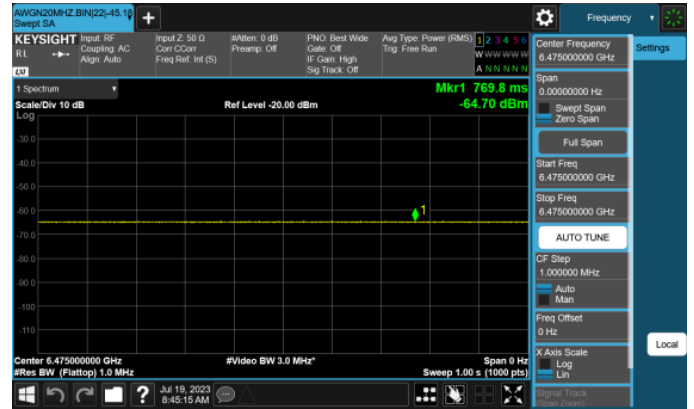 AWGN20MHZ.BIN|22|-45.18
Swept SA
Frequency
KEYSIGHT
R L
LXI
Input: RF
Coupling: AC
Align: Auto
Input Z: 50 Ω
Corr CCorr
Freq Ref: Int (S)
#Atten: 0 dB
Preamp: Off
PNO: Best Wide
Gate: Off
IF Gain: High
Sig Track: Off
Avg Type: Power (RMS)
Trig: Free Run
1 2 3 4 5 6
W W W W W W
A N N N N N
1 Spectrum
Scale/Div 10 dB
Ref Level -20.00 dBm
Mkr1 769.8 ms
-64.70 dBm
Log
-30.0
-40.0
-50.0
-60.0
-70.0
-80.0
-90.0
-100
-110
1
Center 6.475000000 GHz
#Video BW 3.0 MHz*
Span 0 Hz
#Res BW (Flattop) 1.0 MHz
Sweep 1.00 s (1000 pts)
Jul 19, 2023
8:45:15 AM
?
Center Frequency
6.475000000 GHz
Span
0.00000000 Hz
Swept Span
Zero Span
Full Span
Start Freq
6.475000000 GHz
Stop Freq
6.475000000 GHz
AUTO TUNE
CF Step
1.000000 MHz
Auto
Man
Freq Offset
0 Hz
X Axis Scale
Log
Lin
Signal Track
(Span Zoom)
Settings
Local